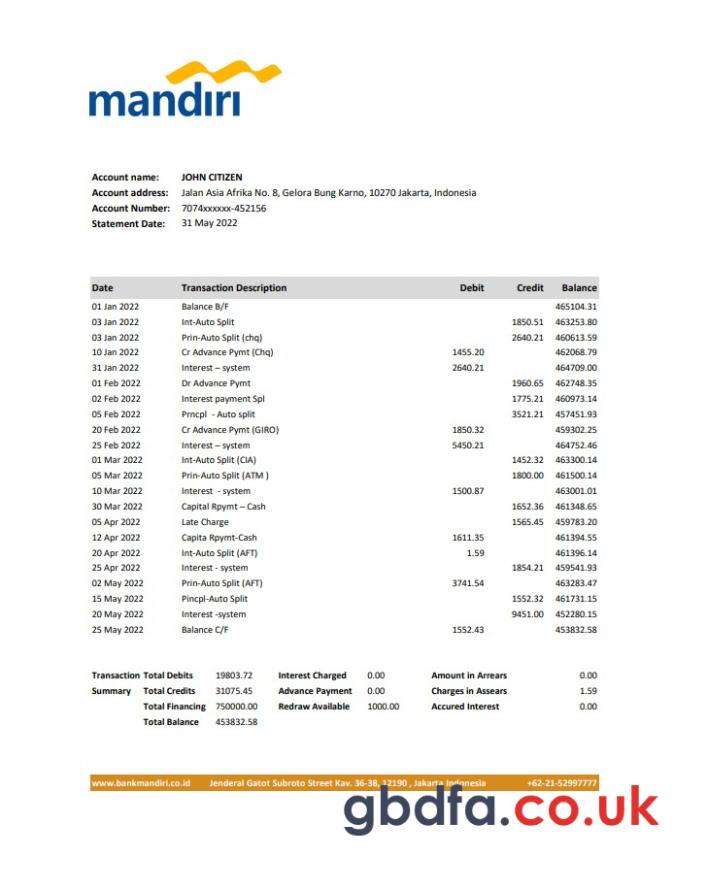 mandırı
Account name: JOHN CITIZEN
Account address: Jalan Asia Afrika No. 8, Gelora Bung Karno, 10270 Jakarta, Indonesia
Account Number: 7074xxxxxx-452156
Statement Date: 31 May 2022
Date Transaction Description Debit Credit Balance
01 Jan 2022 Balance B/F 465104.31
03 Jan 2022 Int-Auto Split 1850.51 463253.80
03 Jan 2022 Prin-Auto Split (chq) 2640.21 460613.59
10 Jan 2022 Cr Advance Pymt (Chq) 1455.20 462068.79
31 Jan 2022 Interest – system 2640.21 464709.00
01 Feb 2022 Dr Advance Pymt 1960.65 462748.35
02 Feb 2022 Interest payment Spl 1775.21 460973.14
05 Feb 2022 Prncpl - Auto split 3521.21 457451.93
20 Feb 2022 Cr Advance Pymt (GIRO) 1850.32 459302.25
25 Feb 2022 Interest – system 5450.21 464752.46
01 Mar 2022 Int-Auto Split (CIA) 1452.32 463300.14
05 Mar 2022 Prin-Auto Split (ATM ) 1800.00 461500.14
10 Mar 2022 Interest - system 1500.87 463001.01
30 Mar 2022 Capital Rpymt – Cash 1652.36 461348.65
05 Apr 2022 Late Charge 1565.45 459783.20
12 Apr 2022 Capita Rpymt-Cash 1611.35 461394.55
20 Apr 2022 Int-Auto Split (AFT) 1.59 461396.14
25 Apr 2022 Interest - system 1854.21 459541.93
02 May 2022 Prin-Auto Split (AFT) 3741.54 463283.47
15 May 2022 Pincpl-Auto Split 1552.32 461731.15
20 May 2022 Interest -system 9451.00 452280.15
25 May 2022 Balance C/F 1552.43 453832.58
Transaction Total Debits 19803.72 Interest Charged 0.00 Amount in Arrears 0.00
Summary Total Credits 31075.45 Advance Payment 0.00 Charges in Assears 1.59
Total Financing 750000.00 Redraw Available 1000.00 Accured Interest 0.00
Total Balance 453832.58
www.bankmandiri.co.id Jenderal Gatot Subroto Street Kav. 36-38, 12190 , Jakarta Indonesia +62-21-52997777
gbdfa.co.uk